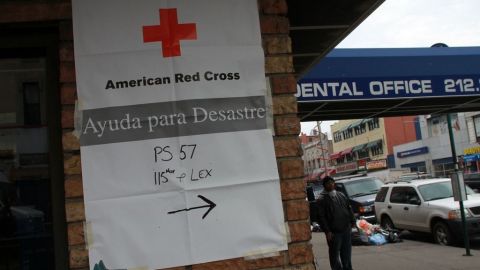 American Red Cross
Ayuda para Desastre
PS 57
115th + LEX
DENTAL OFFICE 212.